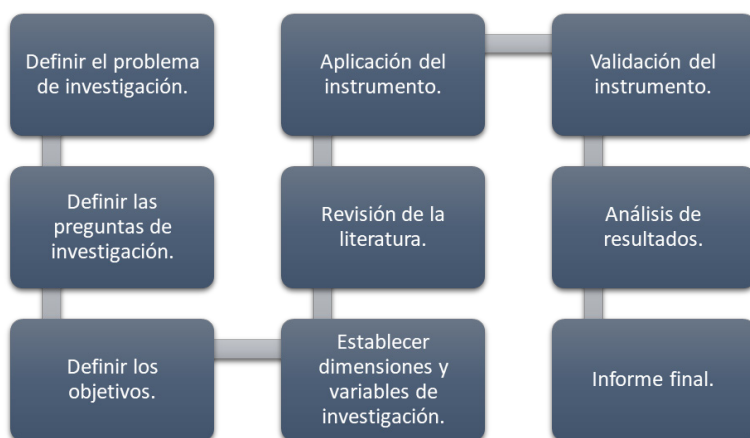 Definir el problema
de investigación.
Definir las
preguntas de
investigación.
Definir los
objetivos.
Establecer
dimensiones y
variables de
investigación.
Revisión de la
literatura.
Aplicación del
instrumento.
Validación del
instrumento.
Análisis de
resultados.
Informe final.